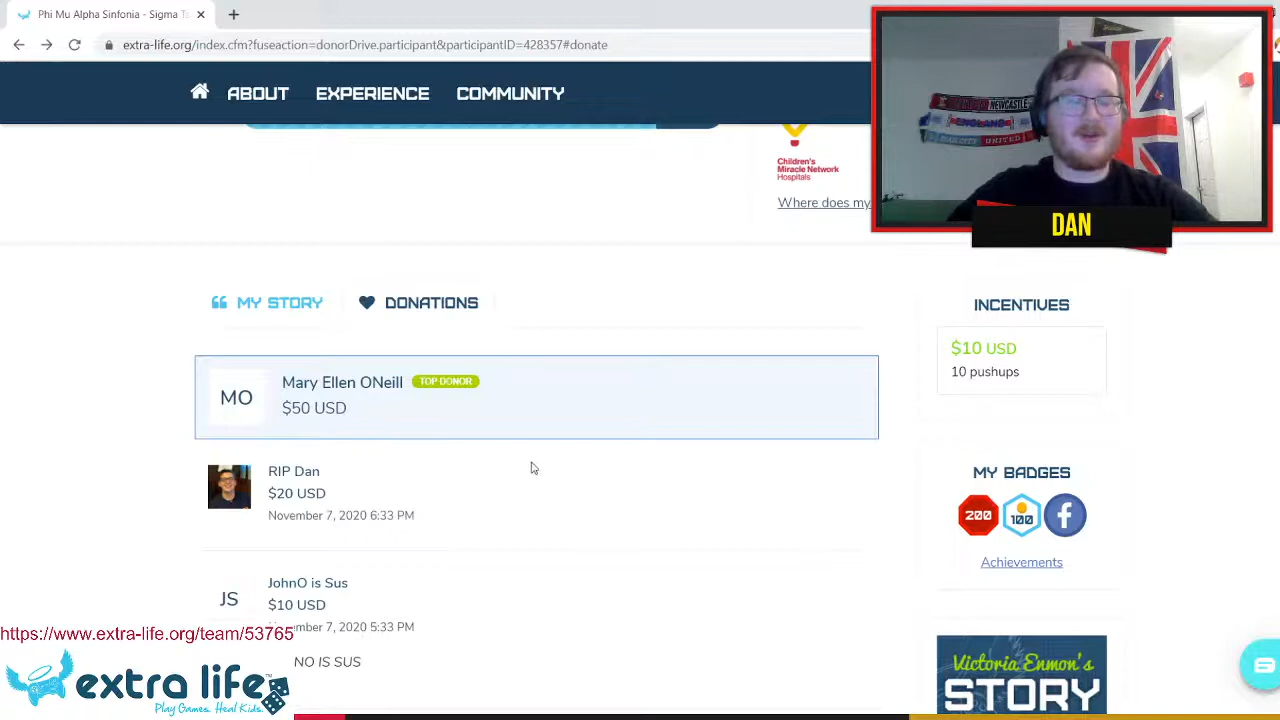 Phi Mu Alpha Sinfonia - Sigma Ta
extra-life.org/index.cfm?fuseaction=donorDrive.participant&participantID=428357#donate
ABOUT EXPERIENCE COMMUNITY
Children's
Miracle Network
Hospitals
Where does my
NEWCASTLE
ENGLAND
UNITED
DAN
MY STORY DONATIONS
MO
Mary Ellen ONeill TOP DONOR
$50 USD
RIP Dan
$20 USD
November 7, 2020 6:33 PM
JS
JohnO is Sus
$10 USD
vember 7, 2020 5:33 PM
NO IS SUS
INCENTIVES
$10 USD
10 pushups
MY BADGES
200
100
Achievements
Victoria Enmon's
STORY
https://www.extra-life.org/team/53765
extra life
Play Games. Heal Kids.